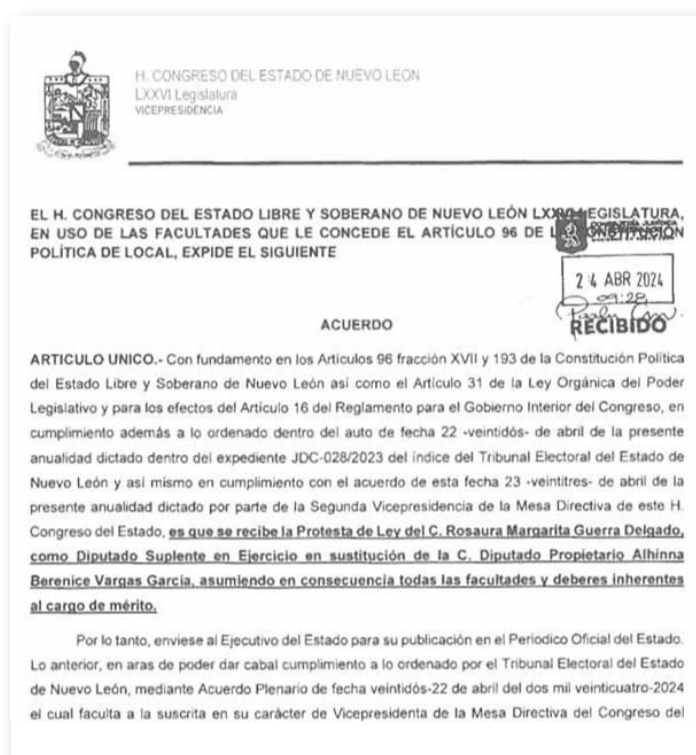 H. CONGRESO DEL ESTADO DE NUEVO LEON
LXXVI Legislatura
VICEPRESIDENCIA
EL H. CONGRESO DEL ESTADO LIBRE Y SOBERANO DE NUEVO LEÓN
EN USO DE LAS FACULTADES QUE LE CONCEDE EL ARTÍCULO 96 DE
POLÍTICA DE LOCAL, EXPIDE EL SIGUIENTE
24 ABR 2024
09:28
RECIBIDO
ACUERDO
ARTICULO UNICO.- Con fundamento en los Artículos 96 fracción XVII y 193 de la Constitución Política
del Estado Libre y Soberano de Nuevo León así como el Artículo 31 de la Ley Orgánica del Poder
Legislativo y para los efectos del Artículo 16 del Reglamento para el Gobierno Interior del Congreso, en
cumplimiento además a lo ordenado dentro del auto de fecha 22 -veintidós- de abril de la presente
anualidad dictado dentro del expediente JDC-028/2023 del índice del Tribunal Electoral del Estado de
Nuevo León y así mismo en cumplimiento con el acuerdo de esta fecha 23 -veintitres- de abril de la
presente anualidad dictado por parte de la Segunda Vicepresidencia de la Mesa Directiva de este H.
Congreso del Estado, es que se recibe la Protesta de Ley del C. Rosaura Margarita Guerra Delgado,
como Diputado Suplente en Ejercicio en sustitución de la C. Diputado Propietario Alhinna
Berenice Vargas García, asumiendo en consecuencia todas las facultades y deberes inherentes
al cargo de mérito.
Por lo tanto, enviese al Ejecutivo del Estado para su publicación en el Periodico Oficial del Estado.
Lo anterior, en aras de poder dar cabal cumplimiento a lo ordenado por el Tribunal Electoral del Estado
de Nuevo León, mediante Acuerdo Plenario de fecha veintidós-22 de abril del dos mil veinticuatro-2024
el cual faculta a la suscrita en su carácter de Vicepresidenta de la Mesa Directiva del Congreso del